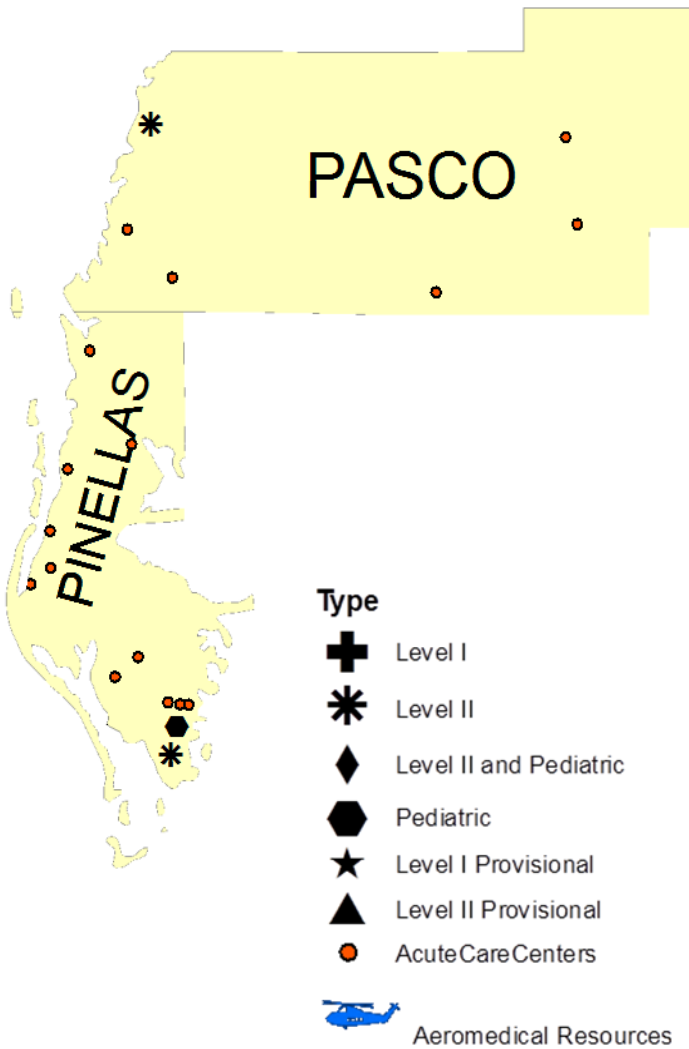 PASCO
PINELLAS
Type
Level I
Level II
Level II and Pediatric
Pediatric
Level I Provisional
Level II Provisional
AcuteCareCenters
Aeromedical Resources